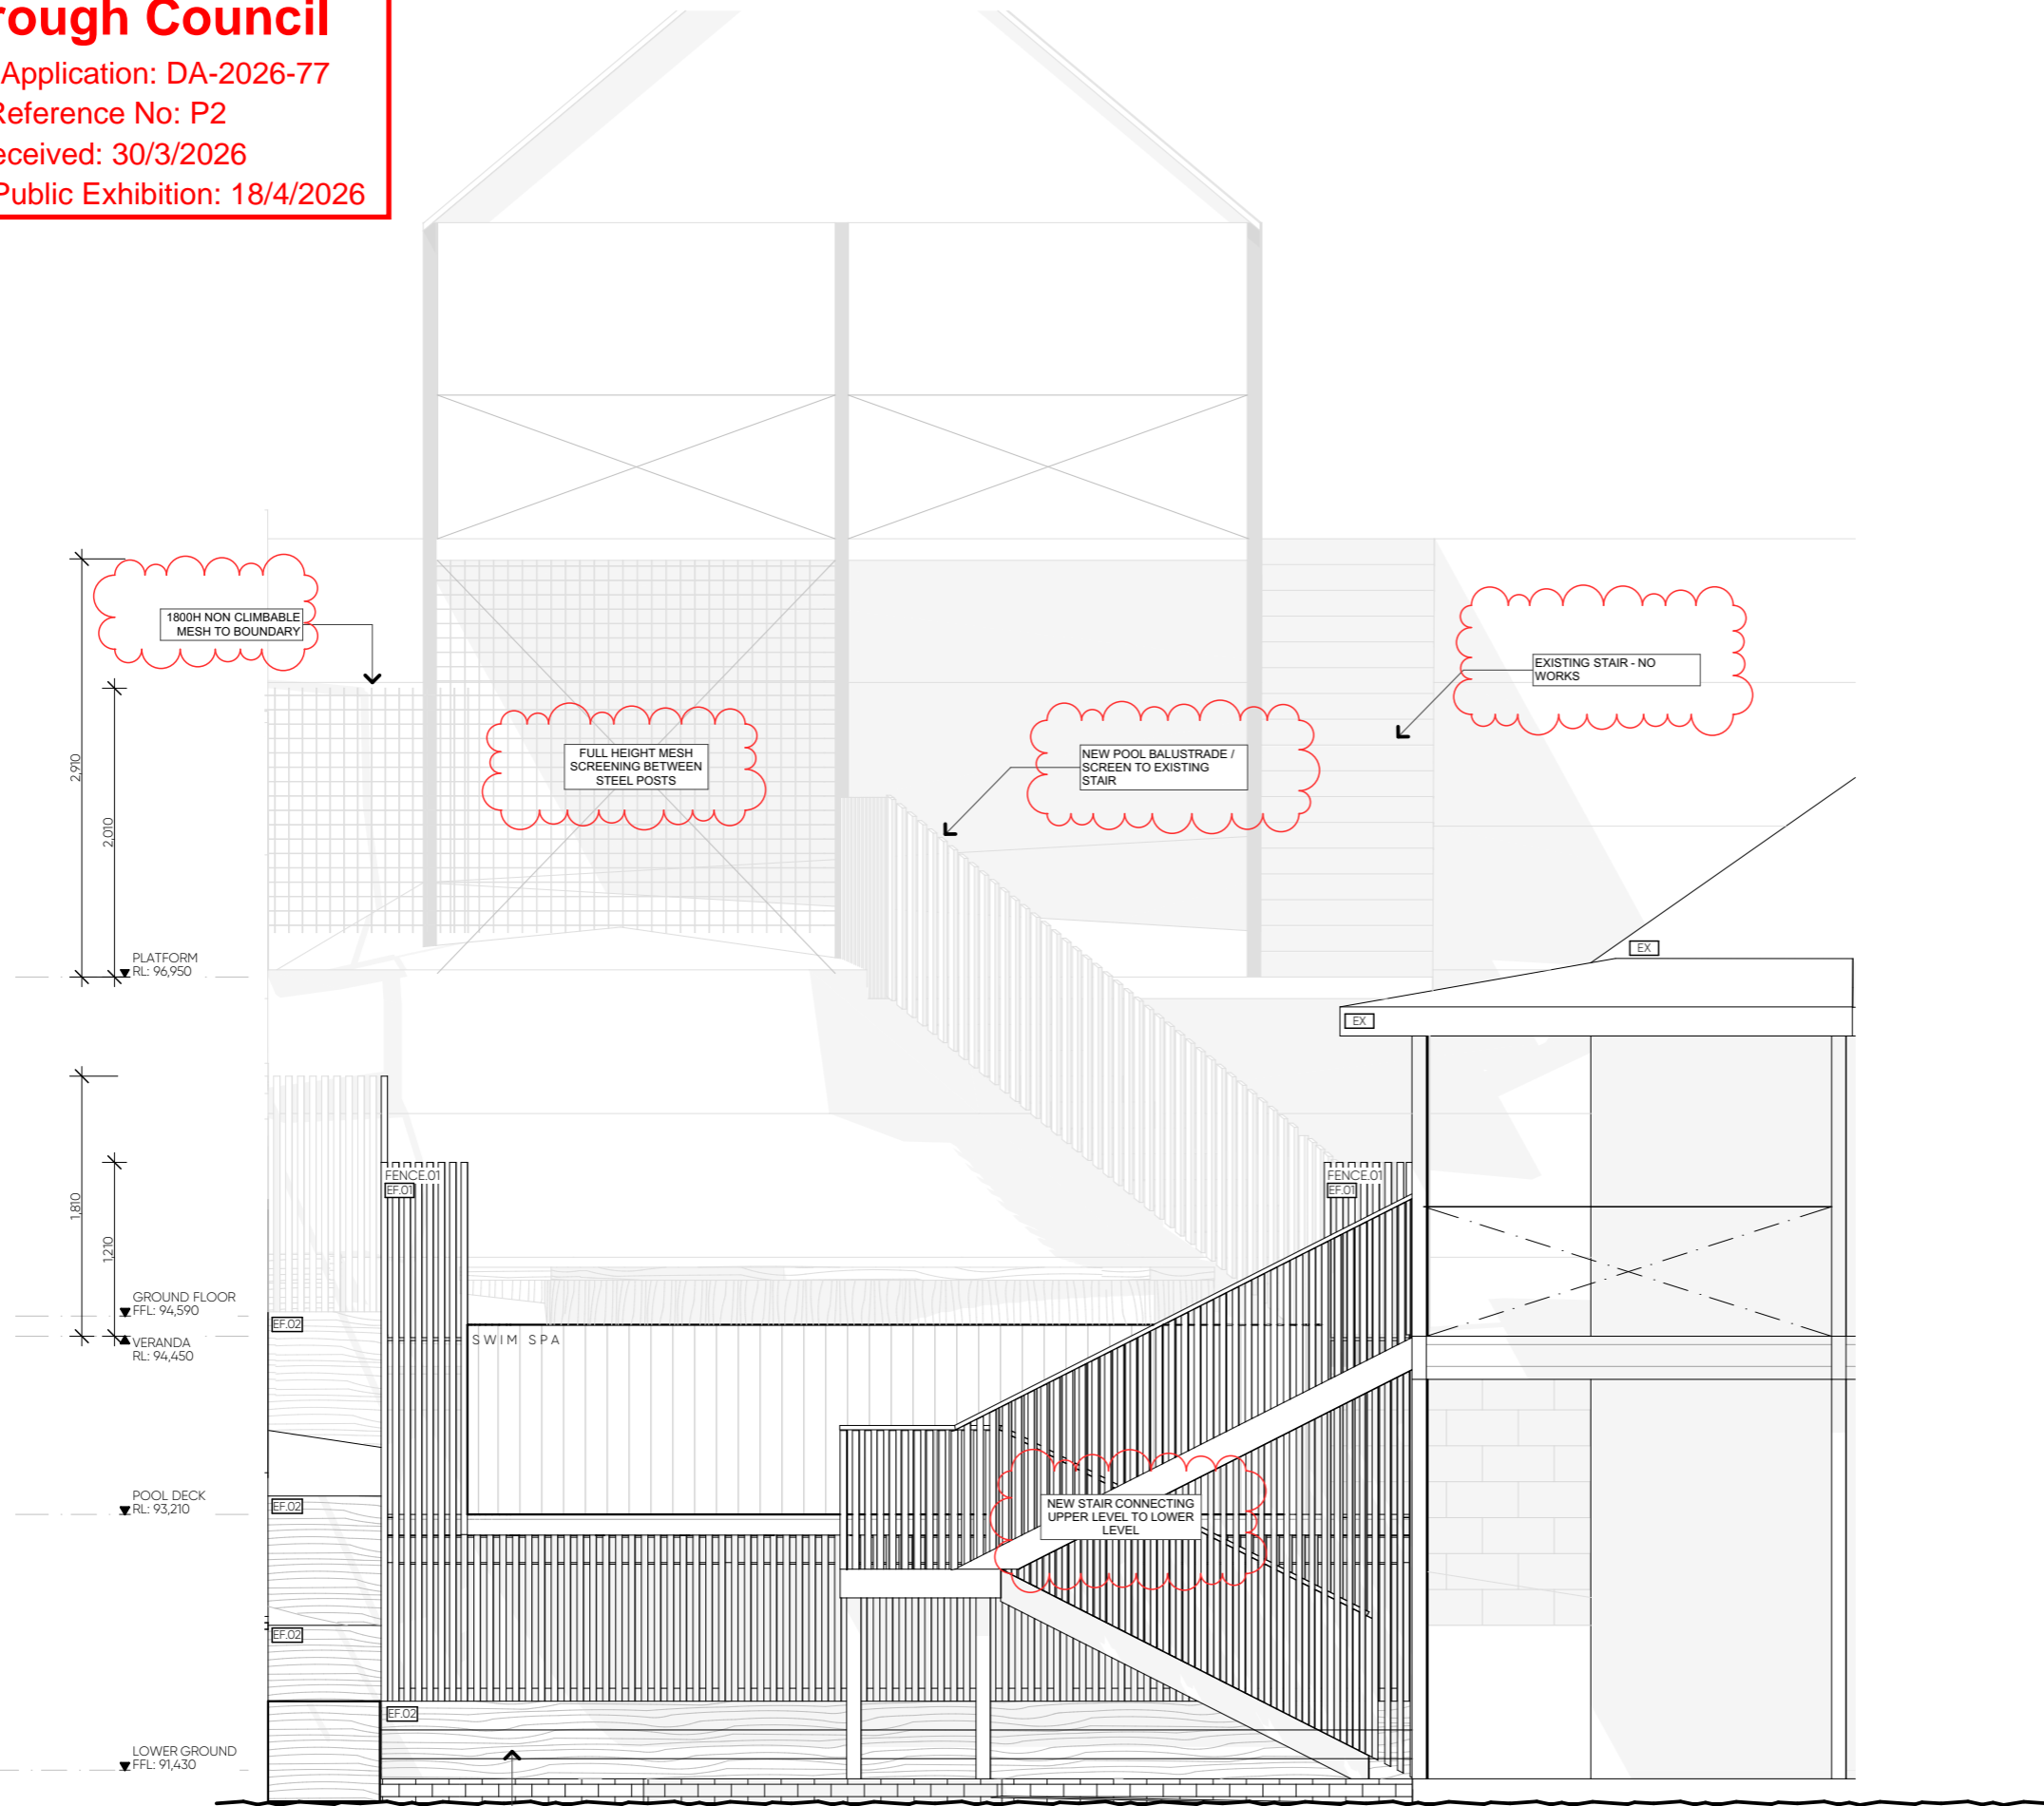 rough Council
Application: DA-2026-77
Reference No: P2
eceived: 30/3/2026
Public Exhibition: 18/4/2026
1800H NON CLIMBABLE
MESH TO BOUNDARY
EXISTING STAIR - NO
WORKS
FULL HEIGHT MESH
SCREENING BETWEEN
STEEL POSTS
NEW POOL BALUSTRADE /
SCREEN TO EXISTING
STAIR
2,910
2,010
PLATFORM
RL: 96,950
EX
EX
1,810
1,210
FENCE.01
EF.01
FENCE.01
EF.01
GROUND FLOOR
FFL: 94,590
EF.02
VERANDA
RL: 94,450
SWIM SPA
POOL DECK
RL: 93,210
EF.02
NEW STAIR CONNECTING
UPPER LEVEL TO LOWER
LEVEL
EF.02
EF.02
LOWER GROUND
FFL: 91,430